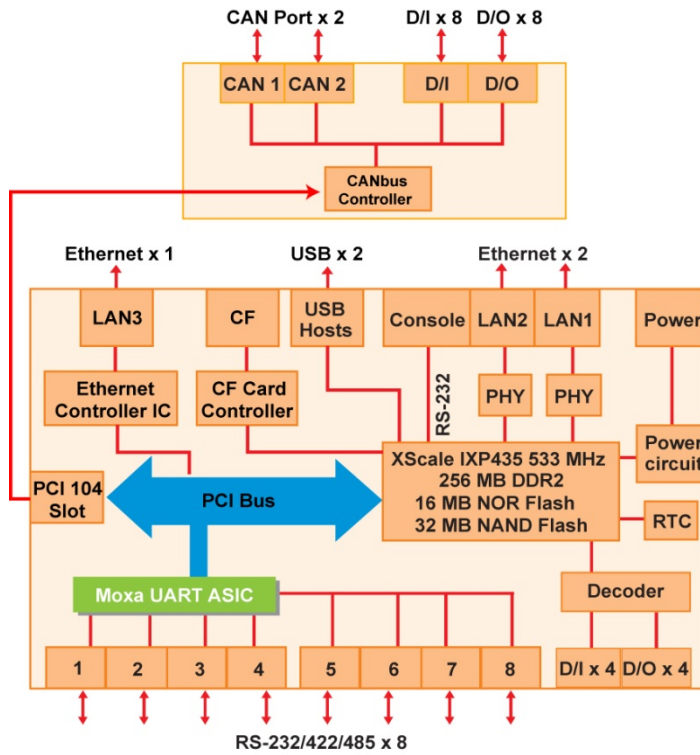 CAN Port x 2
D/I x 8
D/O x 8
CAN 1
CAN 2
D/I
D/O
CANbus
Controller
Ethernet x 1
USB x 2
Ethernet x 2
LAN3
CF
USB
Hosts
Console
LAN2
LAN1
Power
Ethernet
Controller IC
CF Card
Controller
RS-232
PHY
PHY
Power
circuit
XScale IXP435 533 MHz
256 MB DDR2
16 MB NOR Flash
32 MB NAND Flash
PCI 104
Slot
PCI Bus
RTC
Moxa UART ASIC
Decoder
1
2
3
4
5
6
7
8
D/I x 4
D/O x 4
RS-232/422/485 x 8